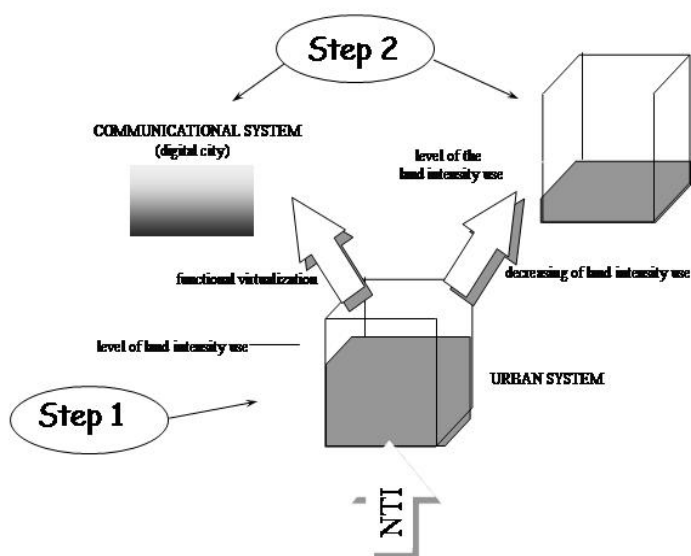 Step 2
COMMUNICATIONAL SYSTEM
(digital city)
level of the
land intensity use
functional virtualization
decreasing of land intensity use
level of land intensity use
URBAN SYSTEM
Step 1
NTI